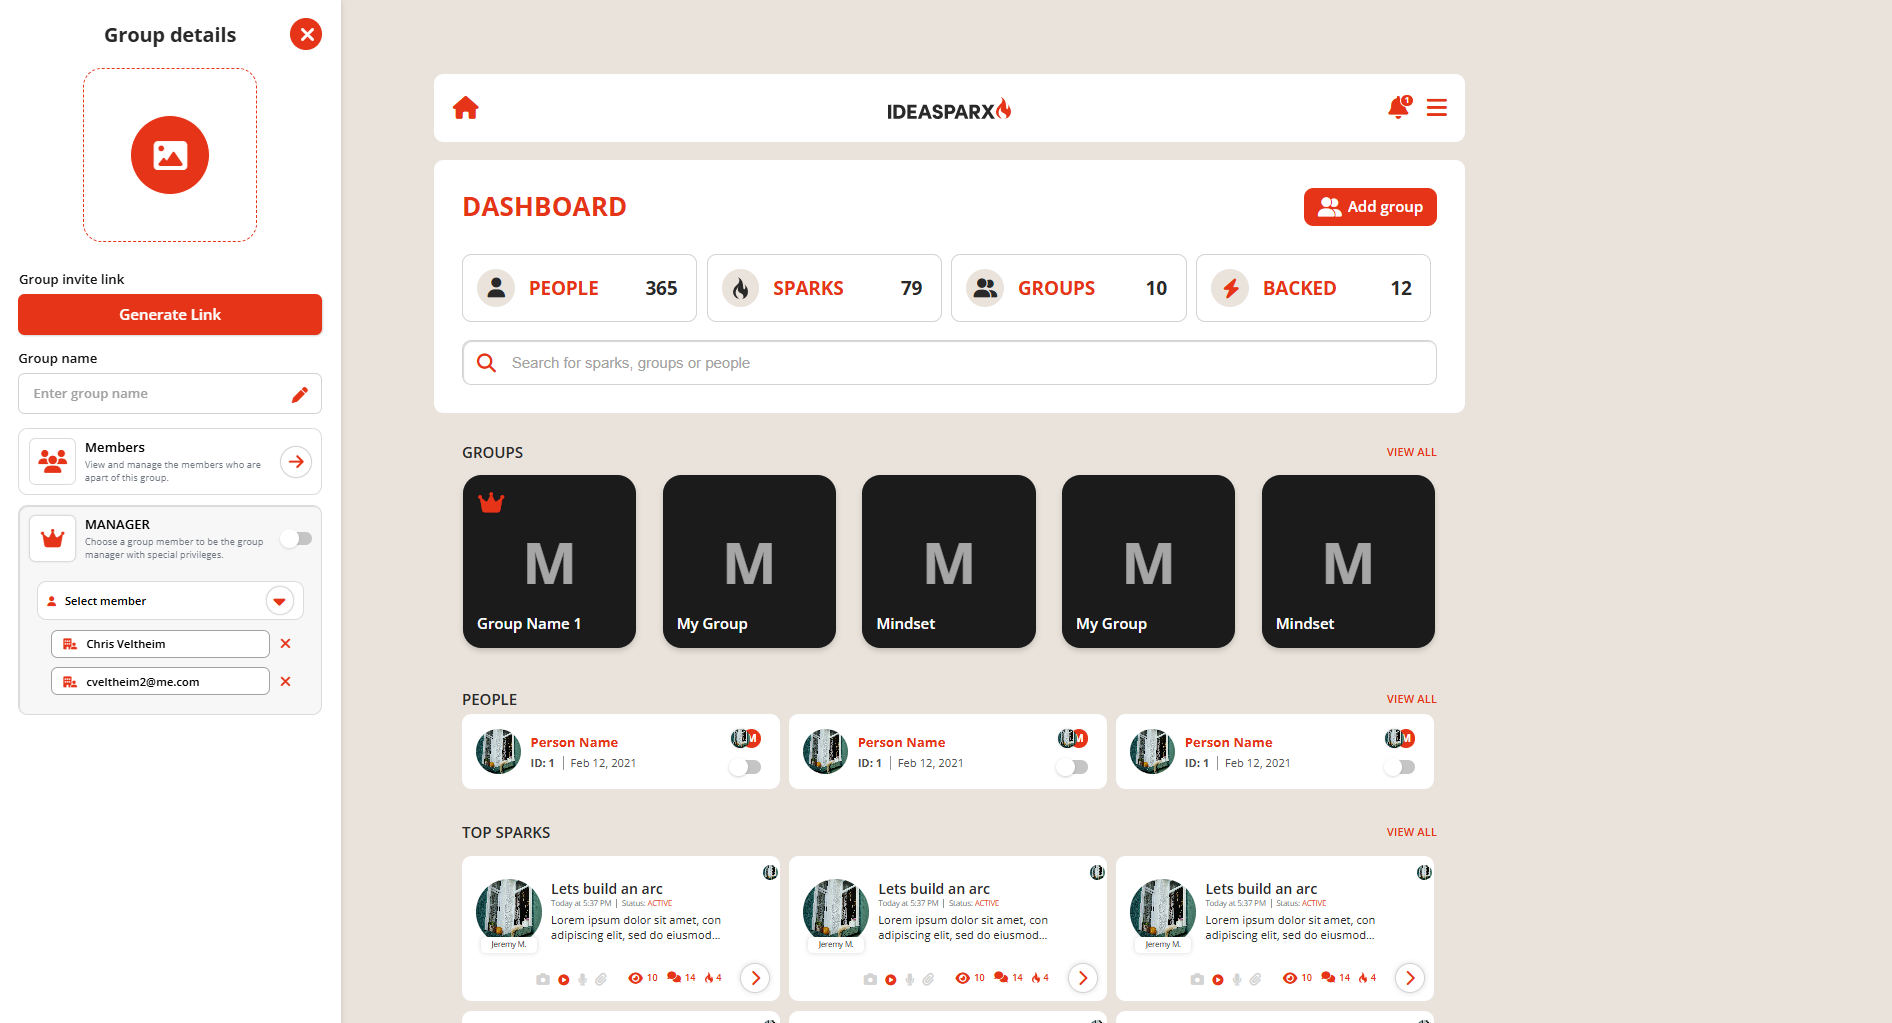 Group details
Group invite link
Generate Link
Group name
Enter group name
Members
View and manage the members who are
apart of this group.
MANAGER
Choose a group member to be the group
manager with special privileges.
Select member
Chris Veltheim
cveltheim2@me.com
IDEASPARX
1
DASHBOARD
Add group
PEOPLE 365
SPARKS 79
GROUPS 10
BACKED 12
Search for sparks, groups or people
GROUPS
VIEW ALL
M
Group Name 1
M
My Group
M
Mindset
M
My Group
M
Mindset
PEOPLE
VIEW ALL
Person Name
M
ID: 1 | Feb 12, 2021
Person Name
M
ID: 1 | Feb 12, 2021
Person Name
M
ID: 1 | Feb 12, 2021
TOP SPARKS
VIEW ALL
Lets build an arc
Today at 5:37 PM | Status: ACTIVE
Lorem ipsum dolor sit amet, con
adipiscing elit, sed do eiusmod...
Jeremy M.
10 14 4
Lets build an arc
Today at 5:37 PM | Status: ACTIVE
Lorem ipsum dolor sit amet, con
adipiscing elit, sed do eiusmod...
Jeremy M.
10 14 4
Lets build an arc
Today at 5:37 PM | Status: ACTIVE
Lorem ipsum dolor sit amet, con
adipiscing elit, sed do eiusmod...
Jeremy M.
10 14 4